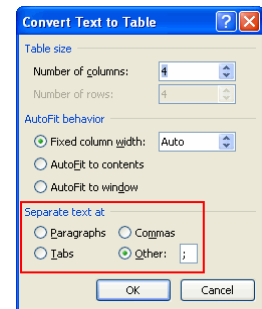 Convert Text to Table
Table size
Number of columns: 4
Number of rows: 4
AutoFit behavior
Fixed column width: Auto
AutoFit to contents
AutoFit to window
Separate text at
Paragraphs Commas
Tabs Other: ;
OK Cancel